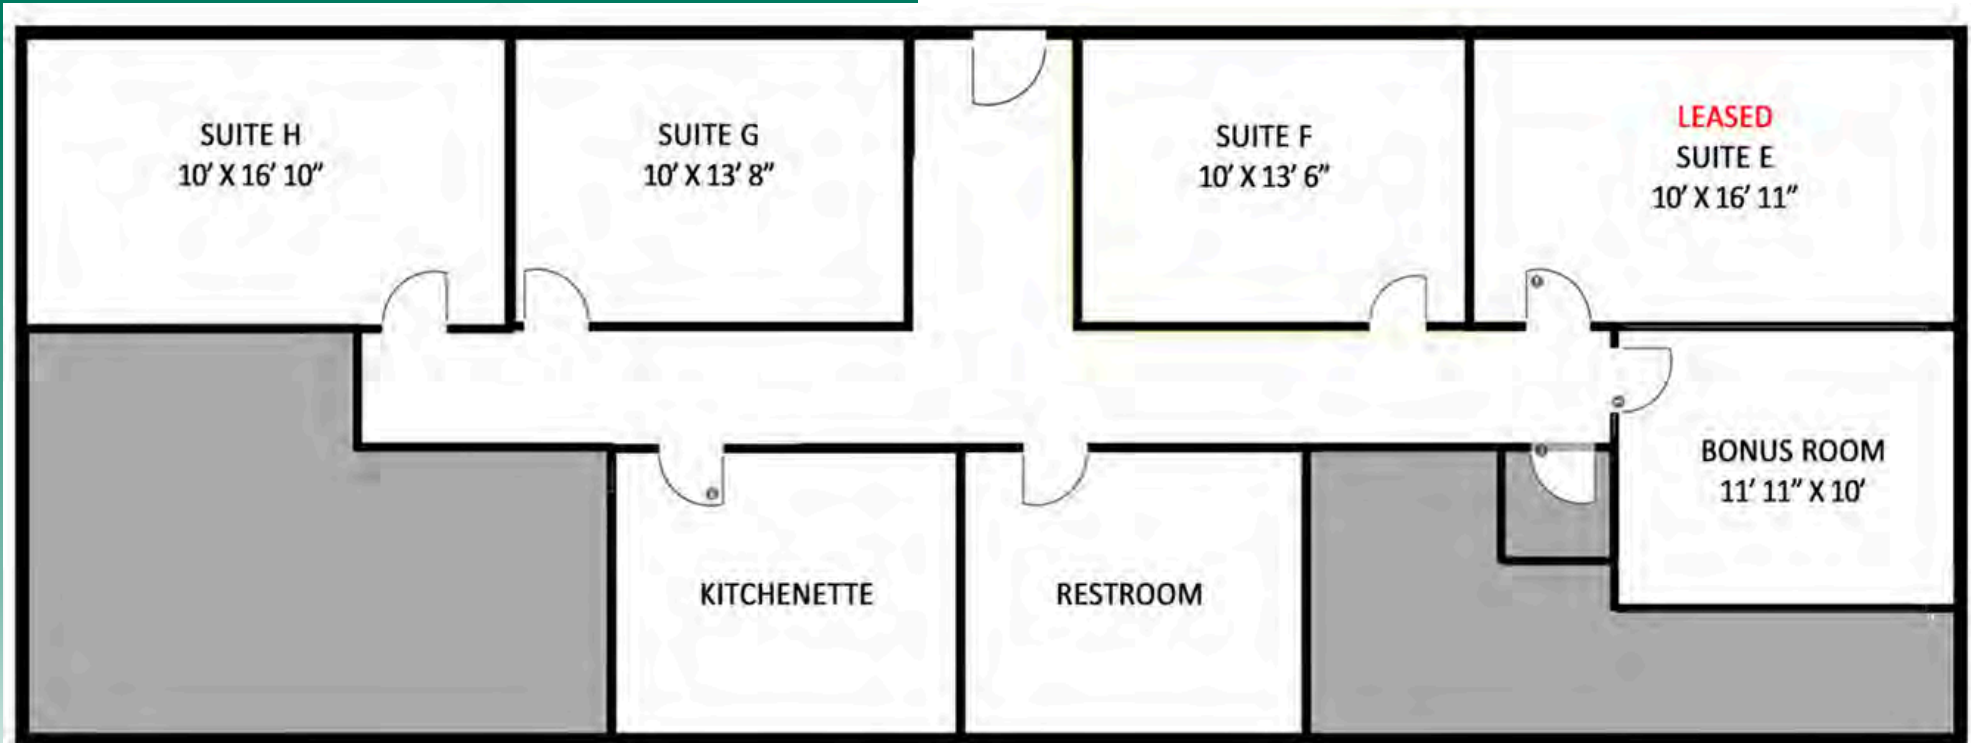 SUITE H
10’ X 16’ 10”
SUITE G
10’ X 13’ 8”
SUITE F
10’ X 13’ 6”
LEASED
SUITE E
10’ X 16’ 11”
BONUS ROOM
11’ 11” X 10’
KITCHENETTE
RESTROOM